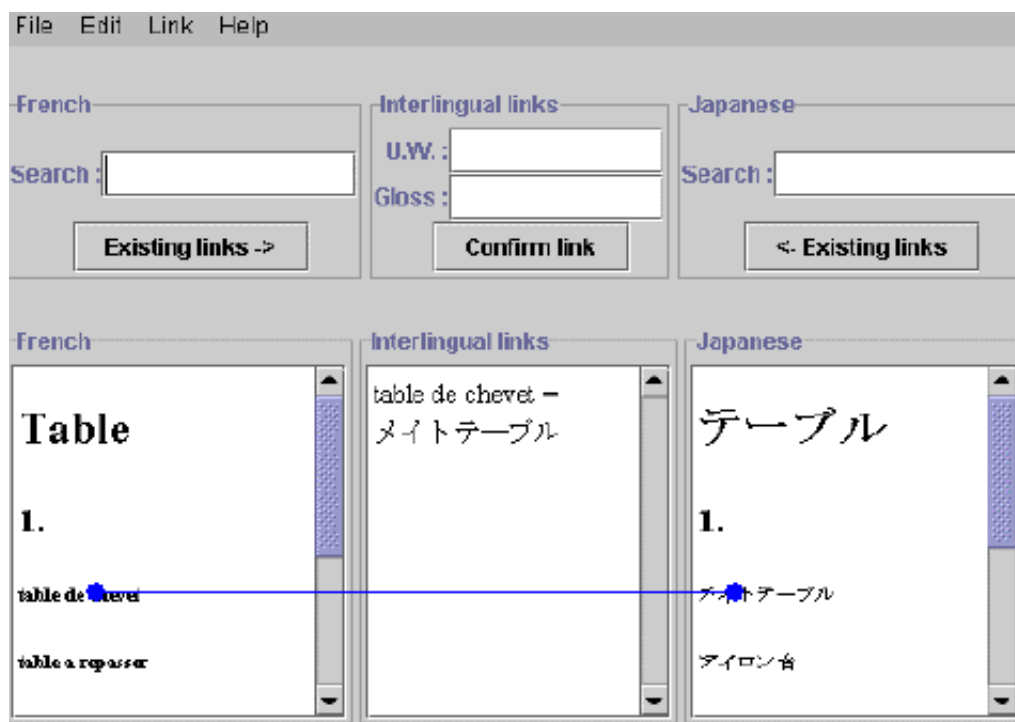 File Edit Link Help
French
Interlingual links
Japanese
Search :
U.W. :
Gloss :
Search :
Existing links ->
Confirm link
<- Existing links
French
Interlingual links
Japanese
Table
1.
table de
table a repasser
table de chevet =
メイトテーブル
テーブル
1.
トテーブル
アイロン台